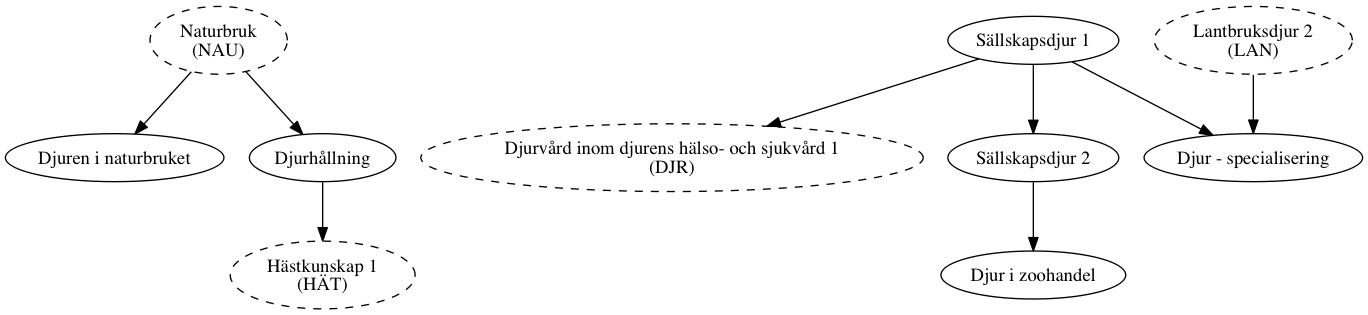 Naturbruk
(NAU)
Sällskapsdjur 1
Lantbruksdjur 2
(LAN)
Djuren i naturbruket
Djurhållning
Djurvård inom djurens hälso- och sjukvård 1
(DJR)
Sällskapsdjur 2
Djur - specialisering
Hästkunskap 1
(HÄT)
Djur i zoohandel